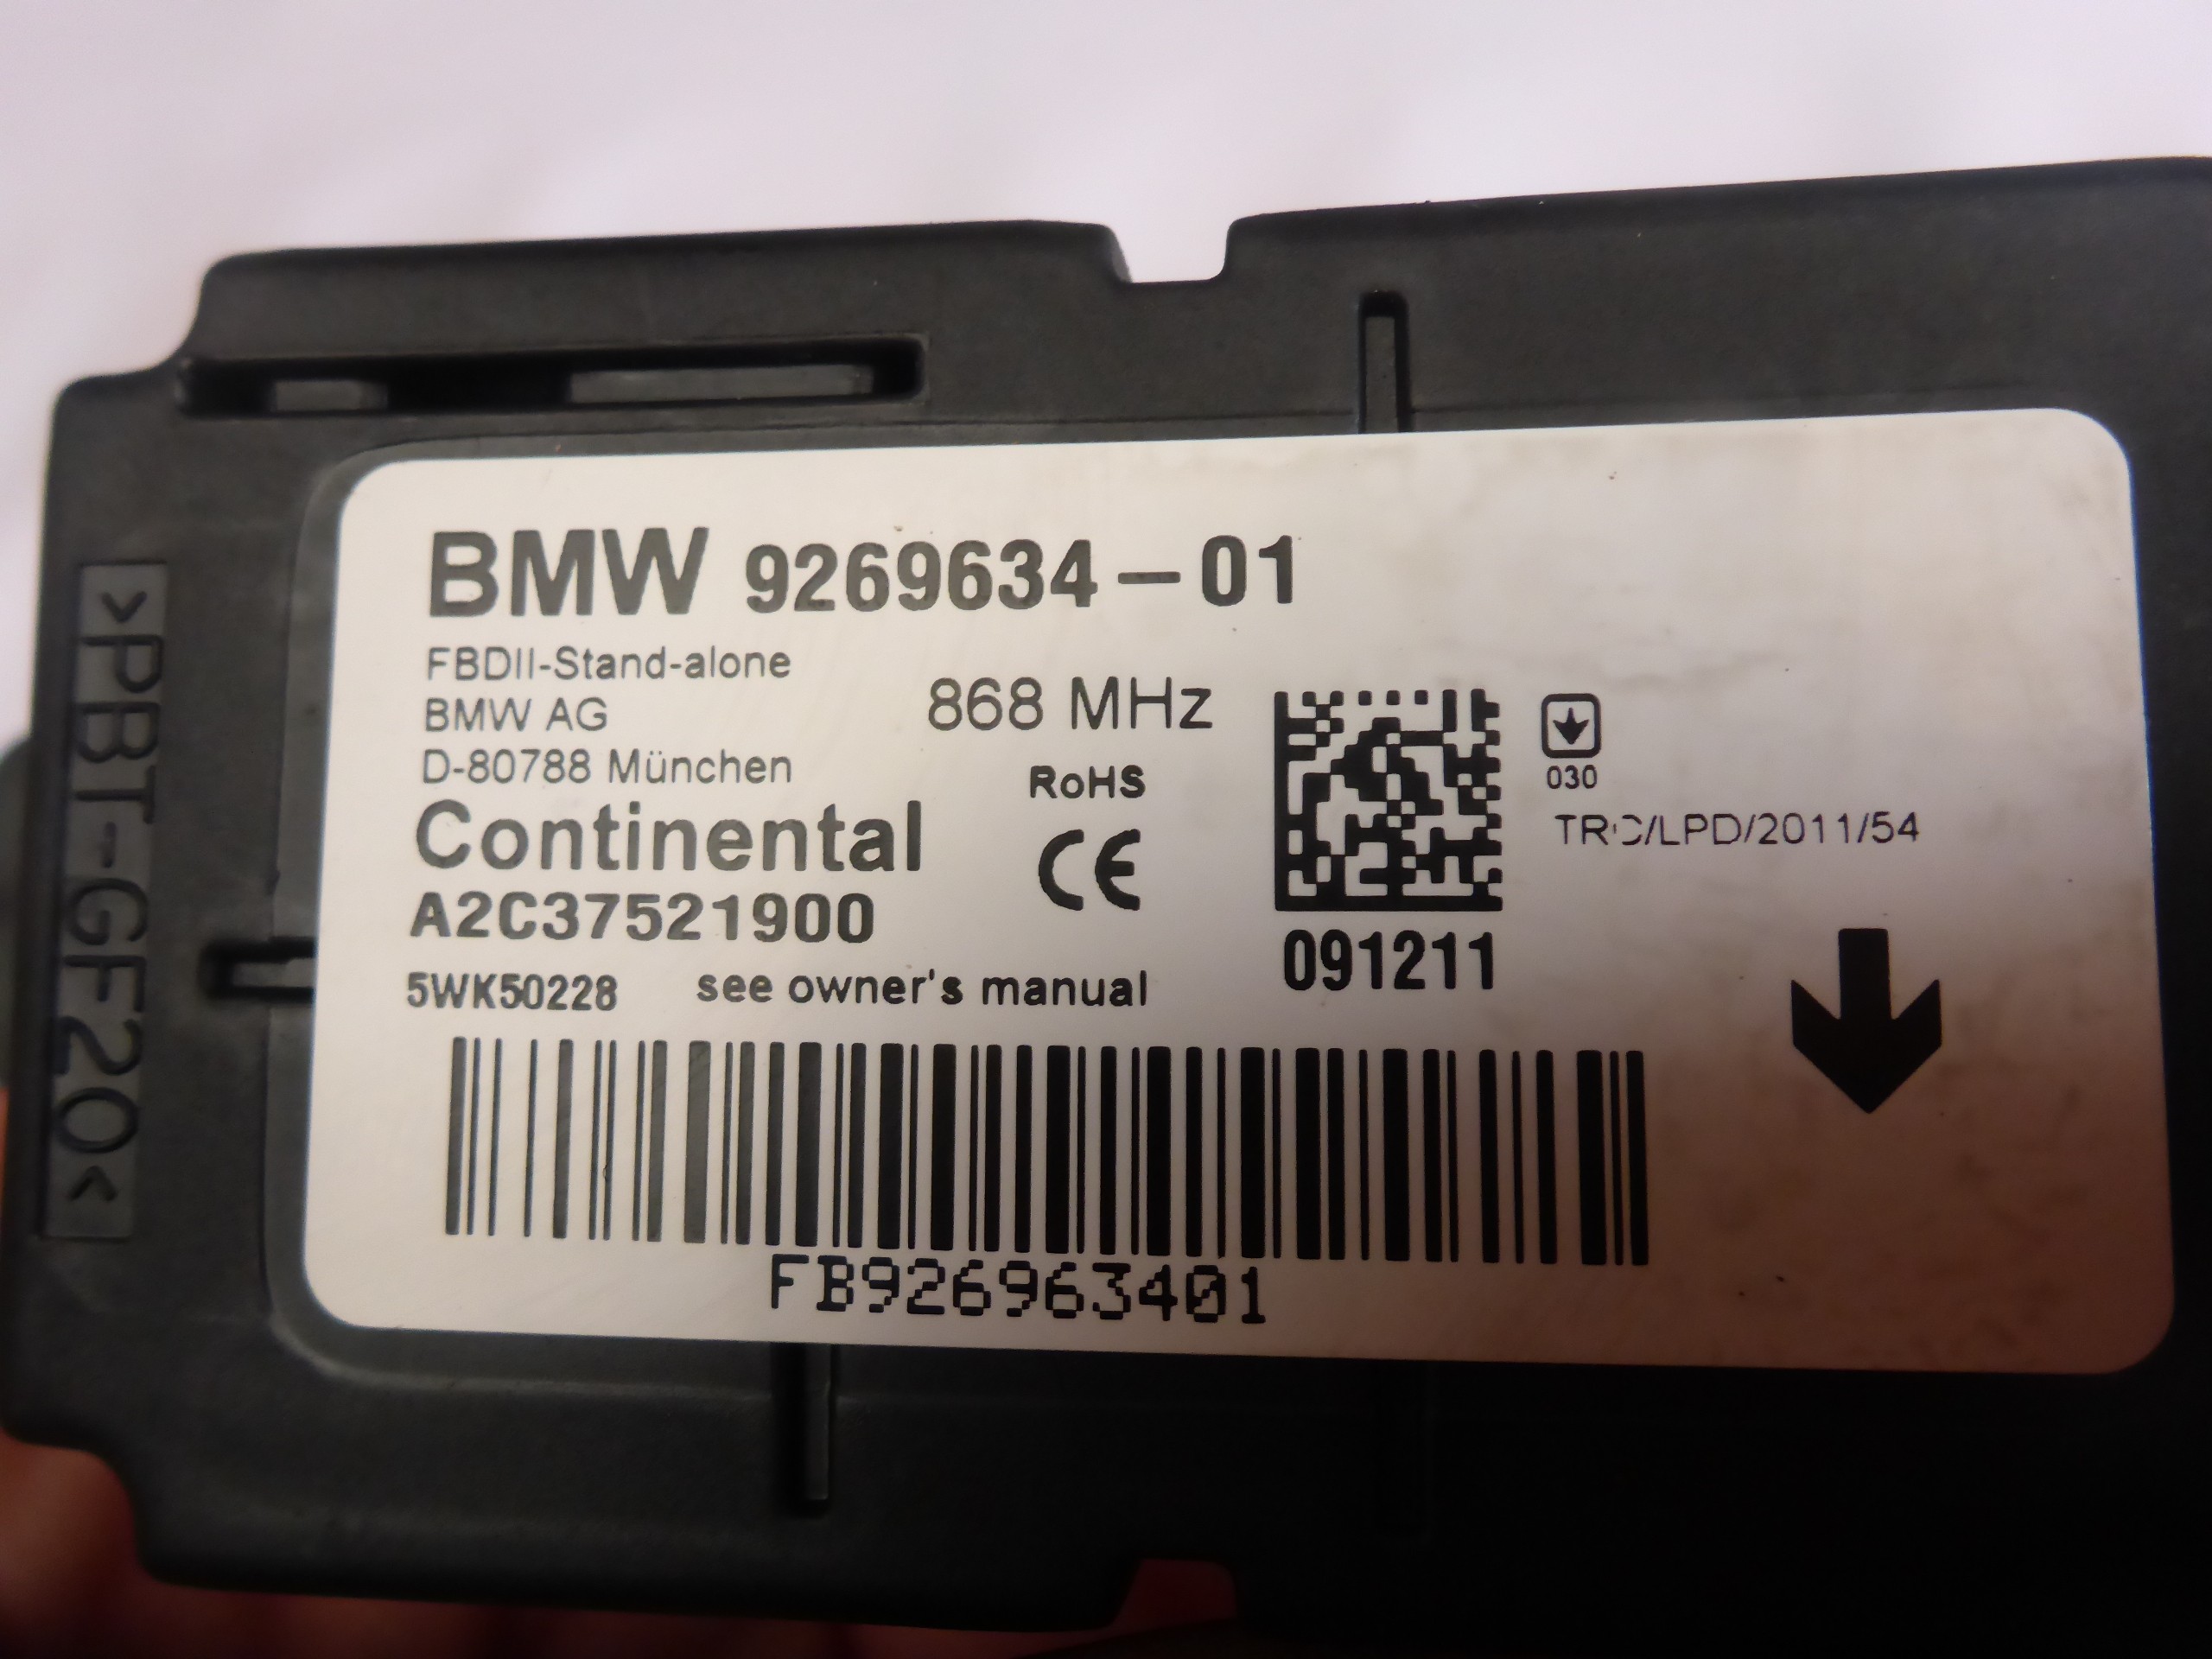 BMW 9269634-01
FBDII-Stand-alone
BMW AG
868 MHz
D-80788 München
RoHS
Continental
CE
A2C37521900
5WK50228 see owner's manual
091211
030
/LPD/2011/54
FB926963401
>PBT-GF20<